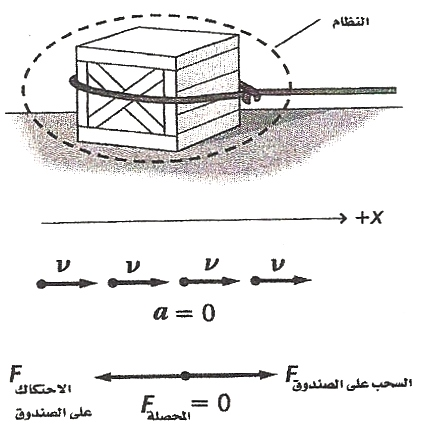 النظام
+x
v v v v
a = 0
F الاحتكاك على الصندوق
F السحب على الصندوق
F المحصلة = 0